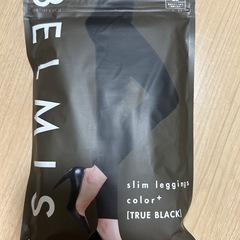 BELMIS
slim leggings
color+
[TRUE BLACK]